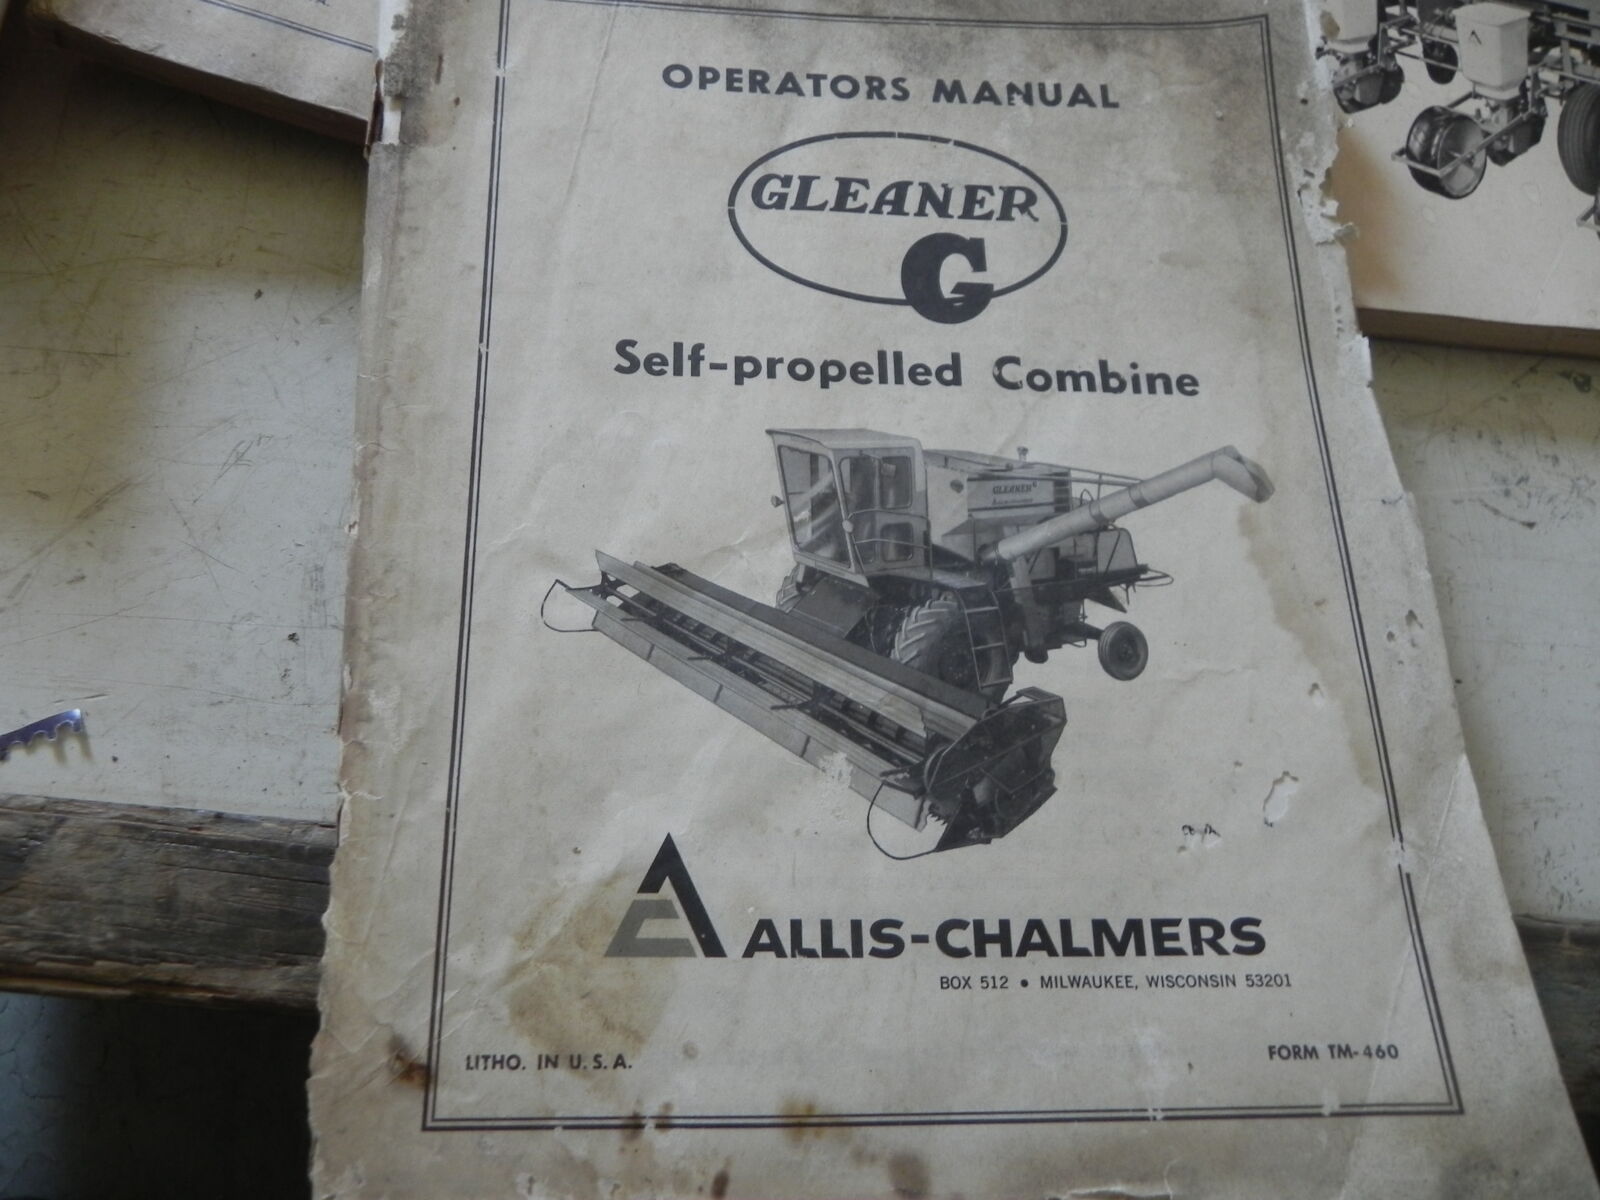 OPERATORS MANUAL
GLEANER
G
Self-propelled Combine
GLEANER G
ALLIS-CHALMERS
BOX 512 • MILWAUKEE, WISCONSIN 53201
LITHO. IN U.S.A.
FORM TM-460